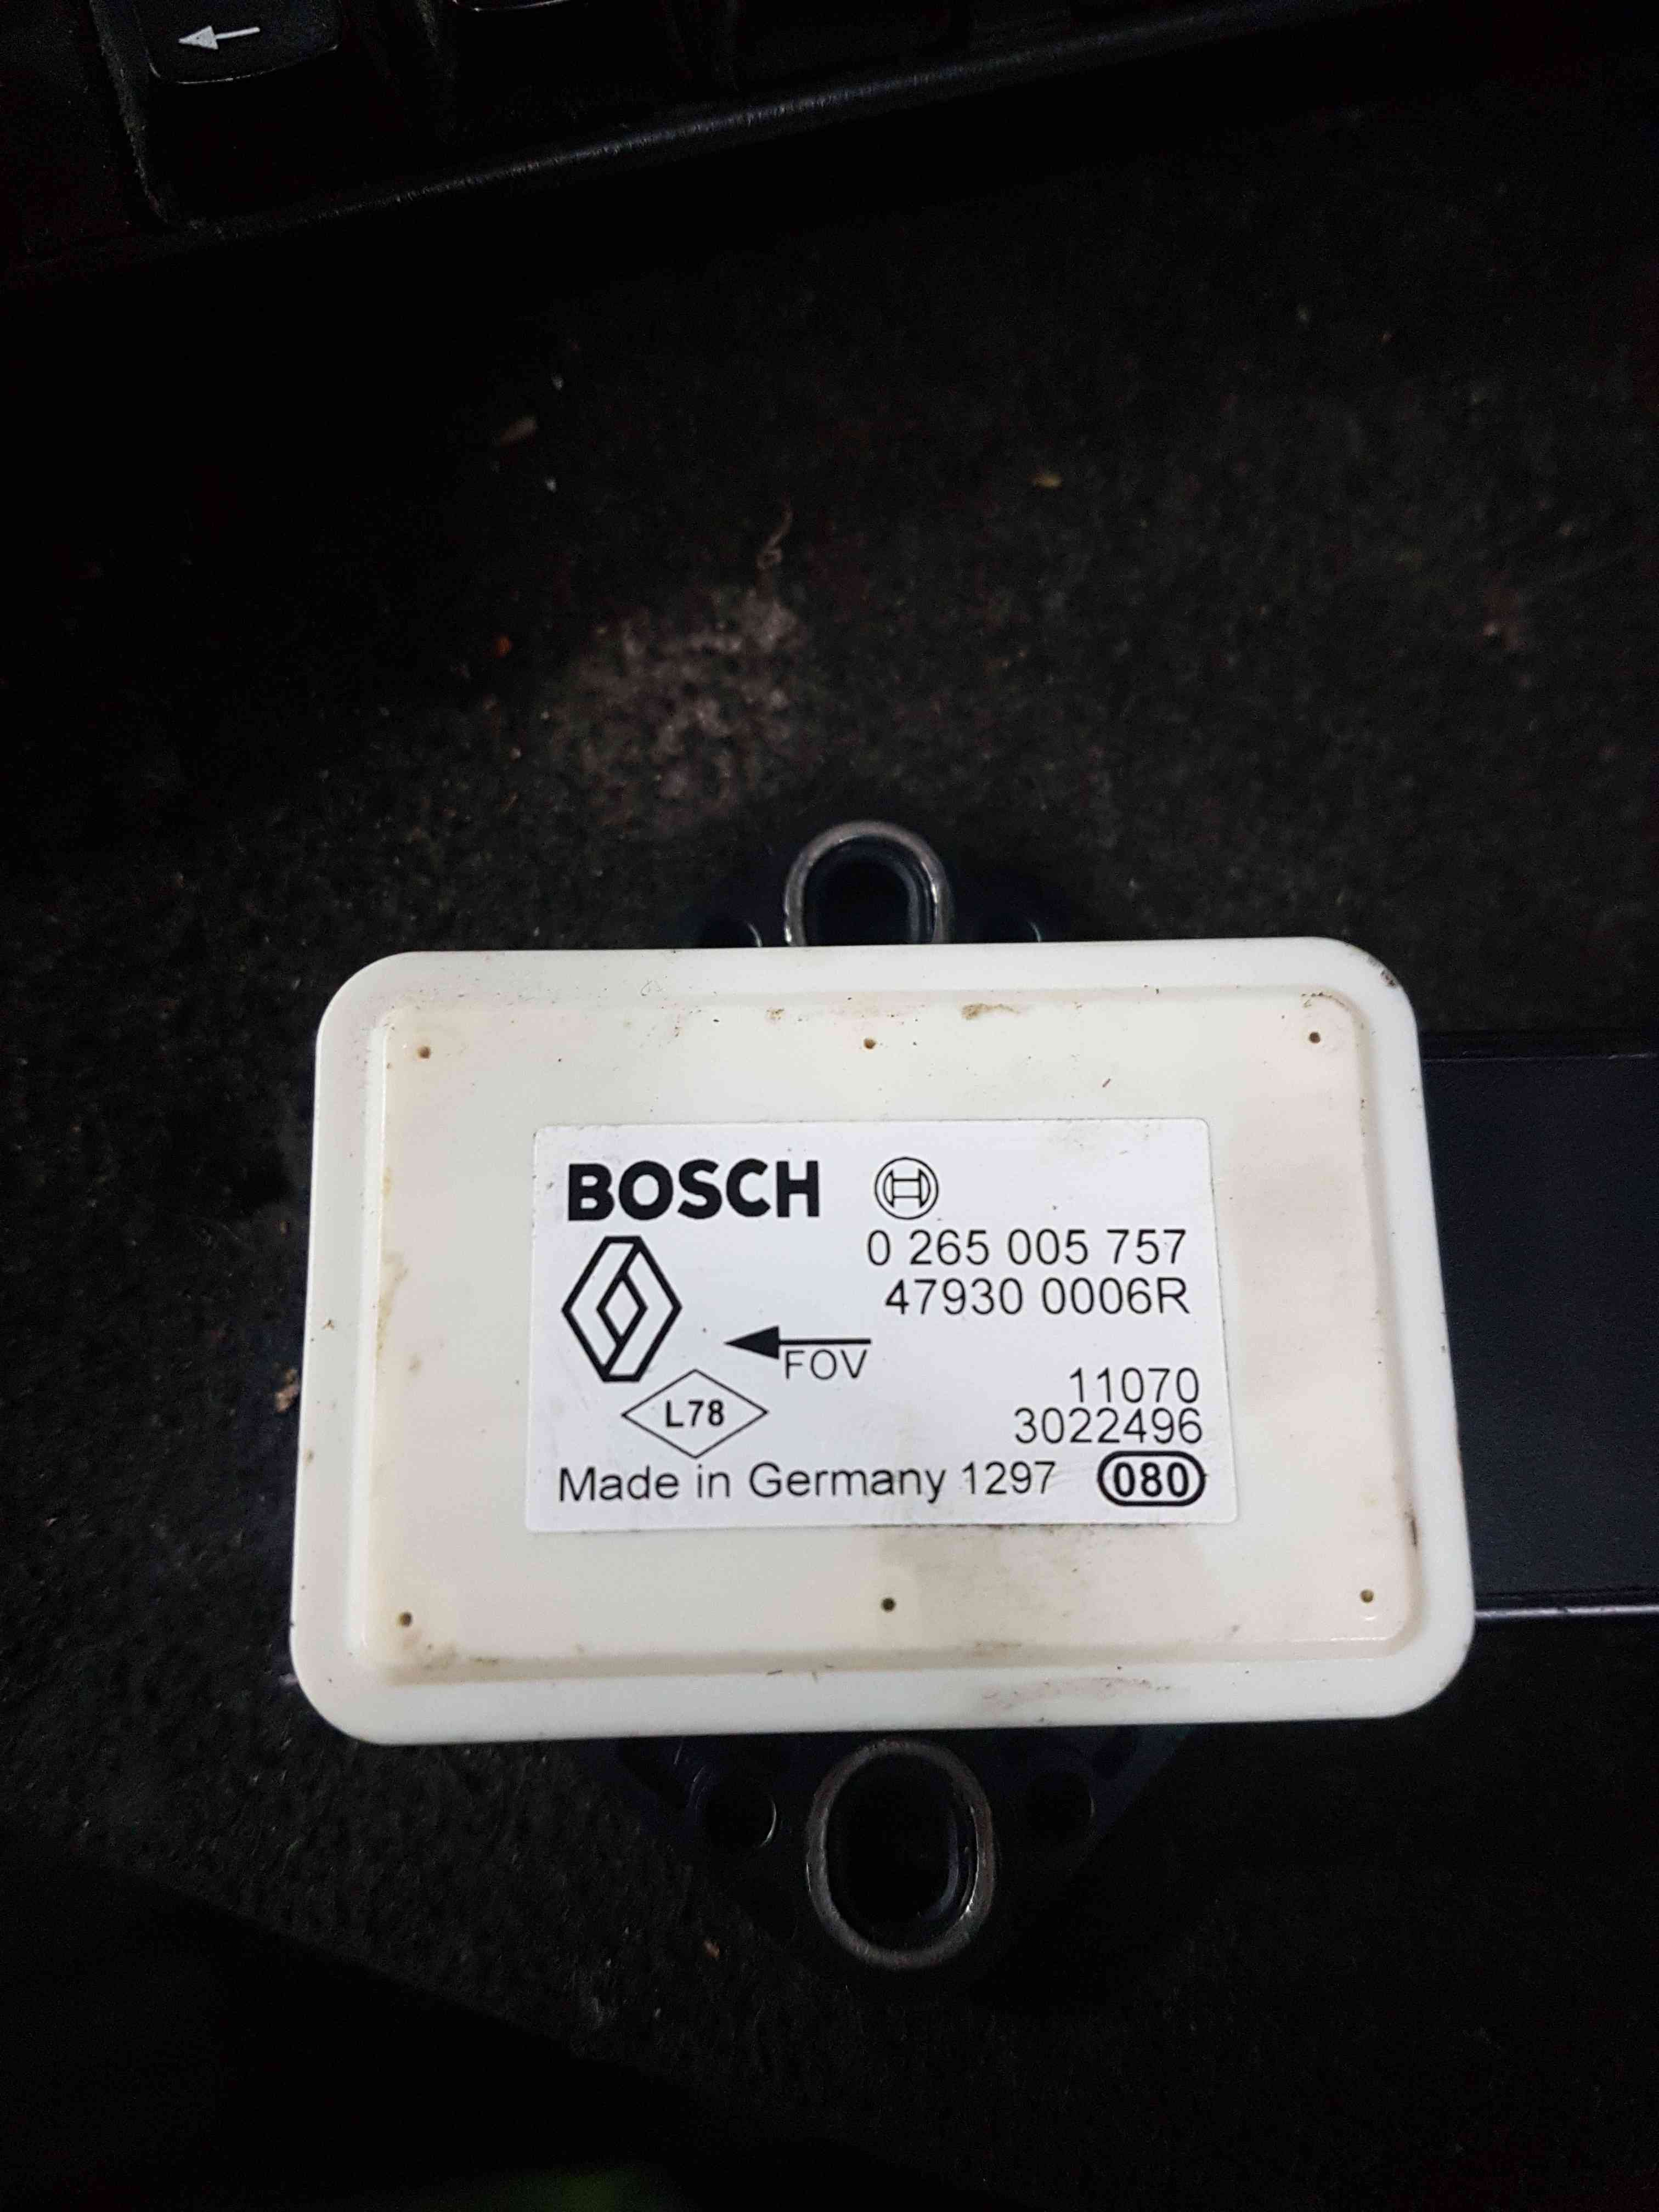 BOSCH
0 265 005 757
47930 0006R
FOV
11070
L78
3022496
Made in Germany 1297 080